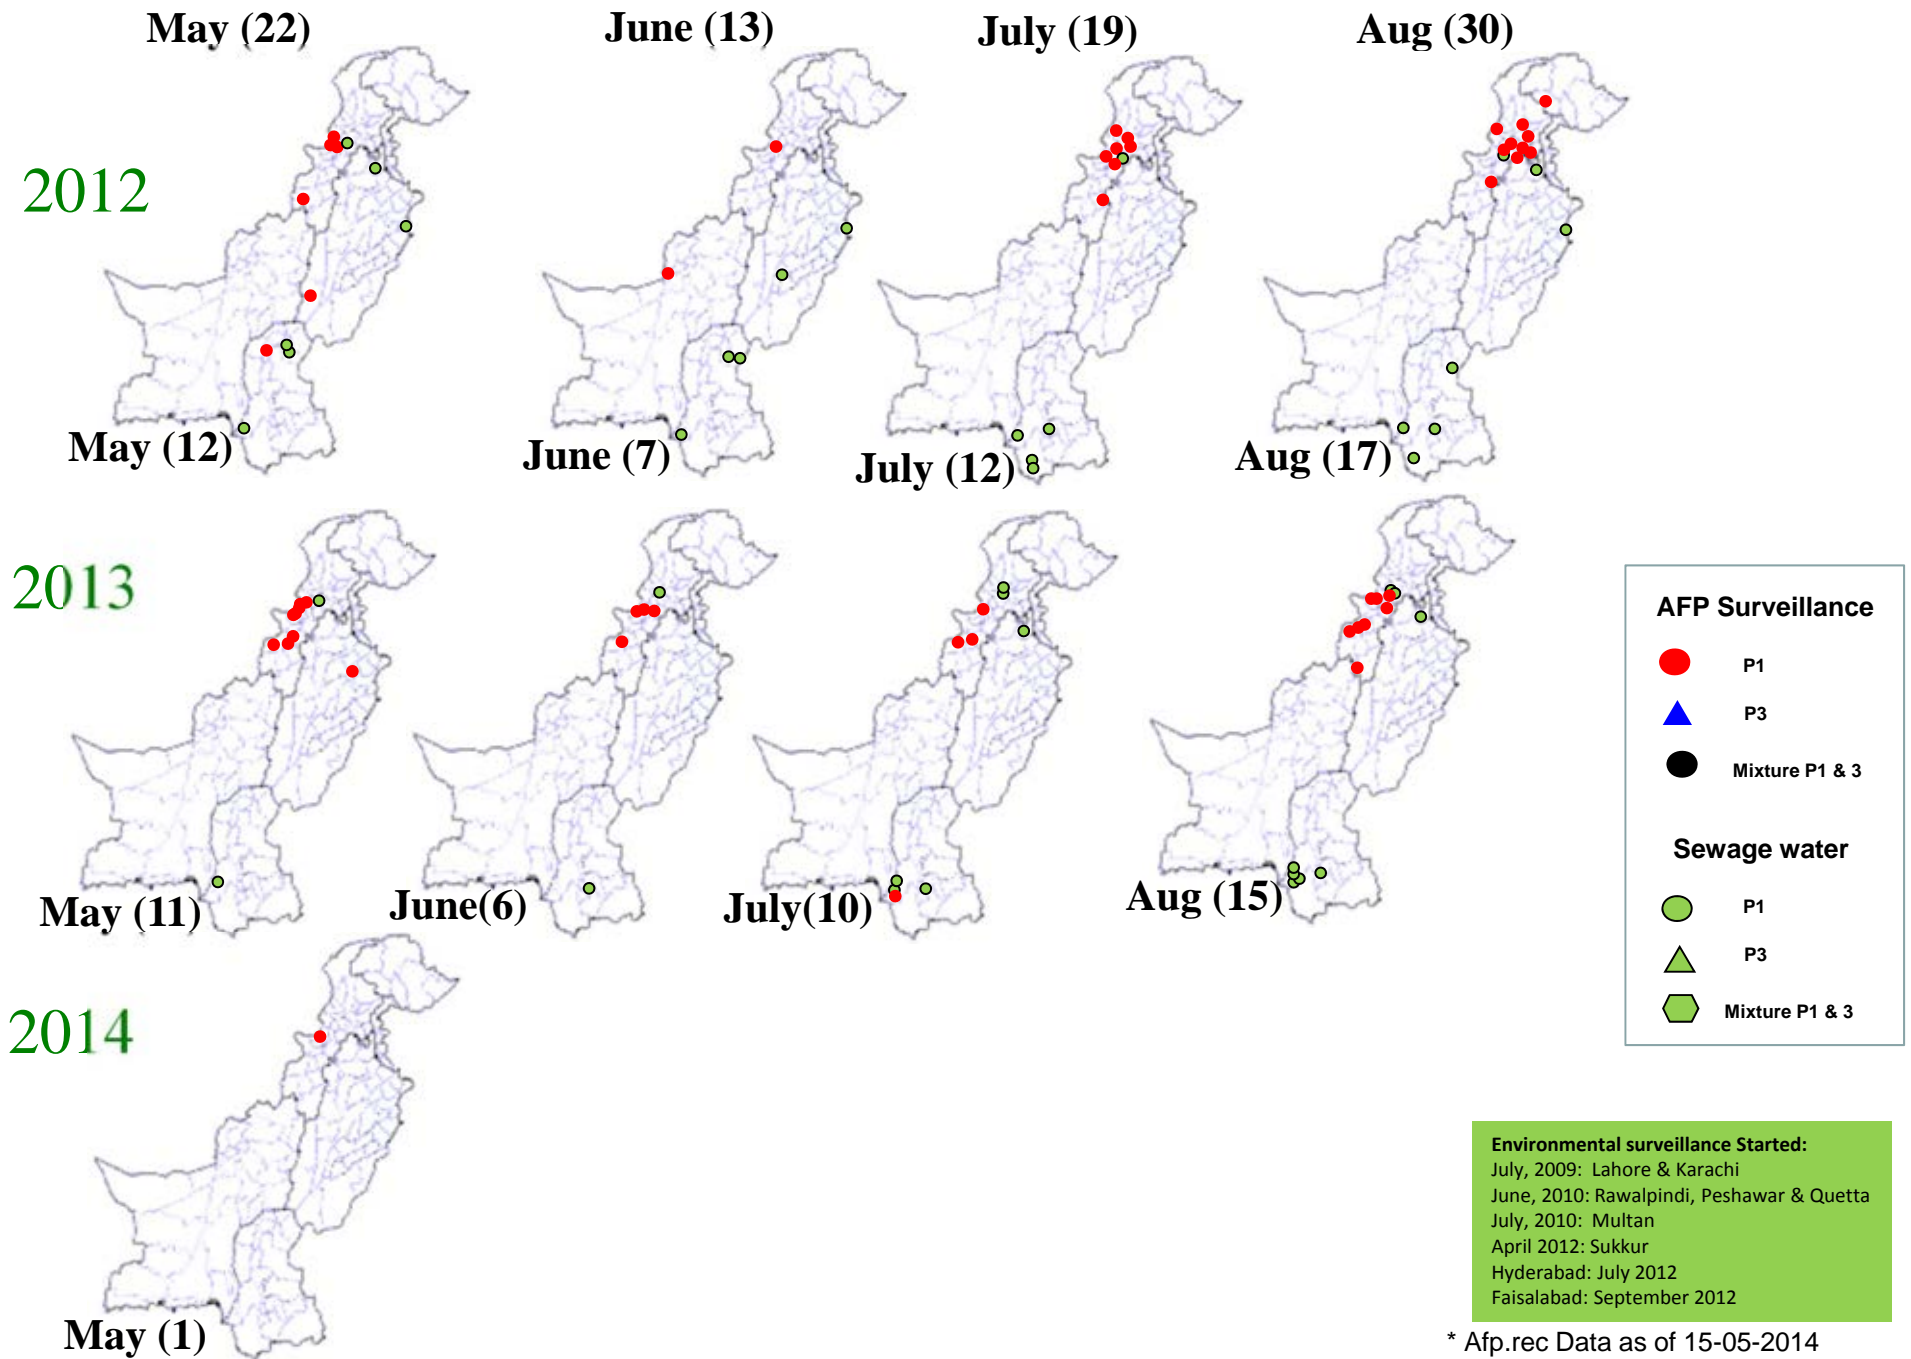 May (22)
June (13)
July (19)
Aug (30)
2012
May (12)
June (7)
July (12)
Aug (17)
2013
May (11)
June(6)
July(10)
Aug (15)
AFP Surveillance
P1
P3
Mixture P1 & 3
Sewage water
P1
P3
Mixture P1 & 3
2014
May (1)
Environmental surveillance Started:
July, 2009: Lahore & Karachi
June, 2010: Rawalpindi, Peshawar & Quetta
July, 2010: Multan
April 2012: Sukkur
Hyderabad: July 2012
Faisalabad: September 2012
* Afp.rec Data as of 15-05-2014